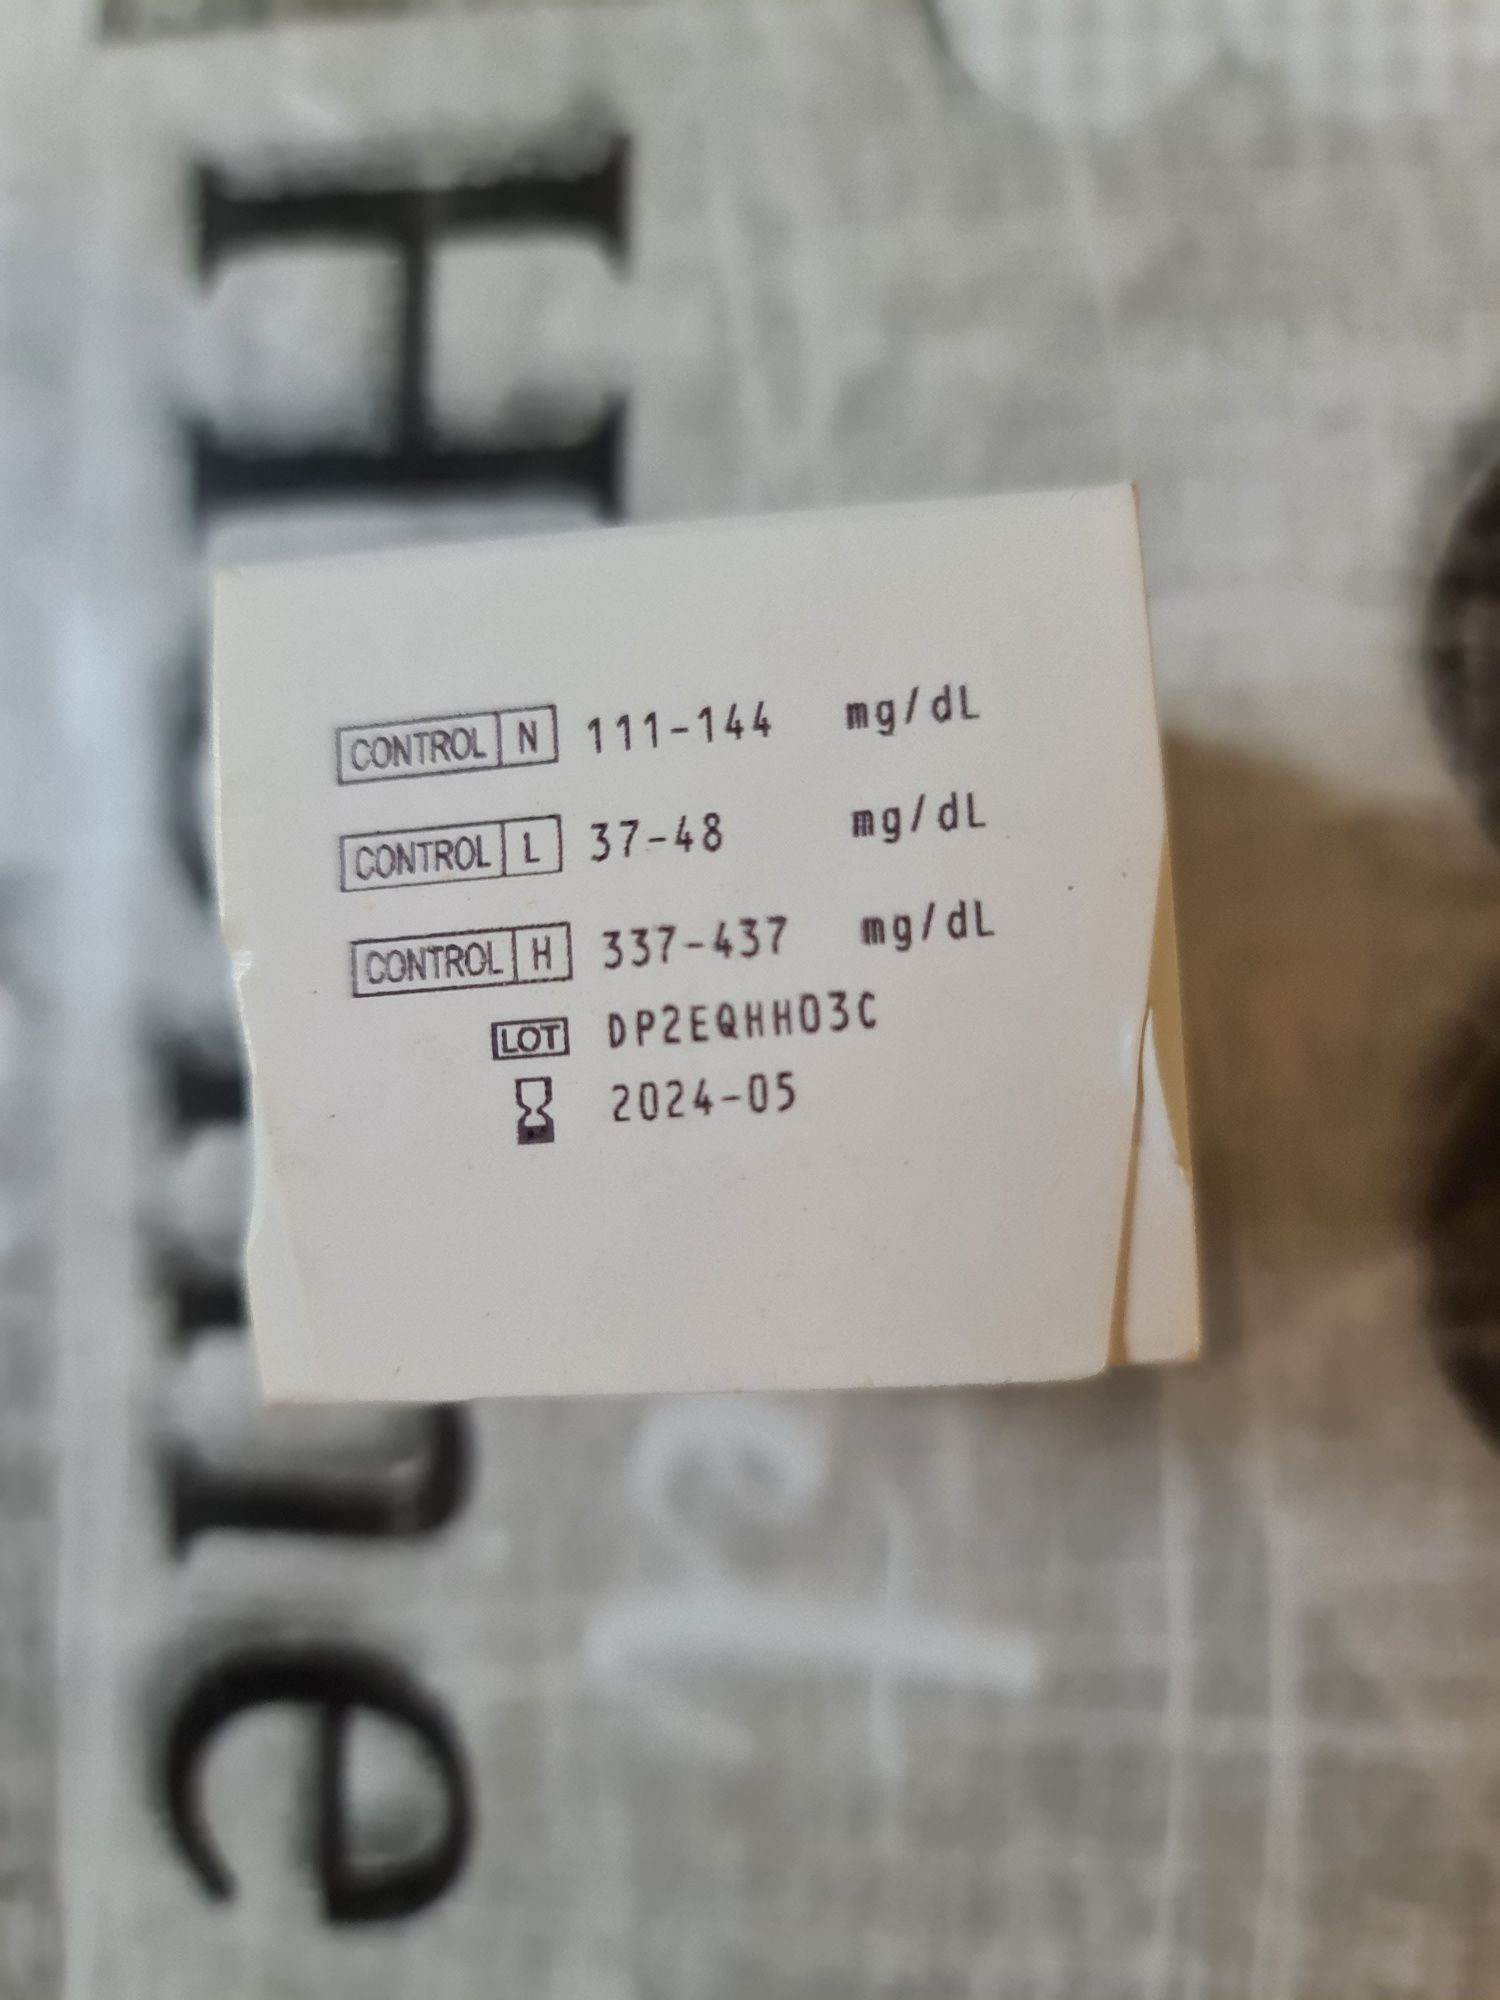 CONTROL N 111-144 mg/dL
CONTROL L 37-48 mg/dL
CONTROL H 337-437 mg/dL
LOT DP2EQHH03C
2024-05